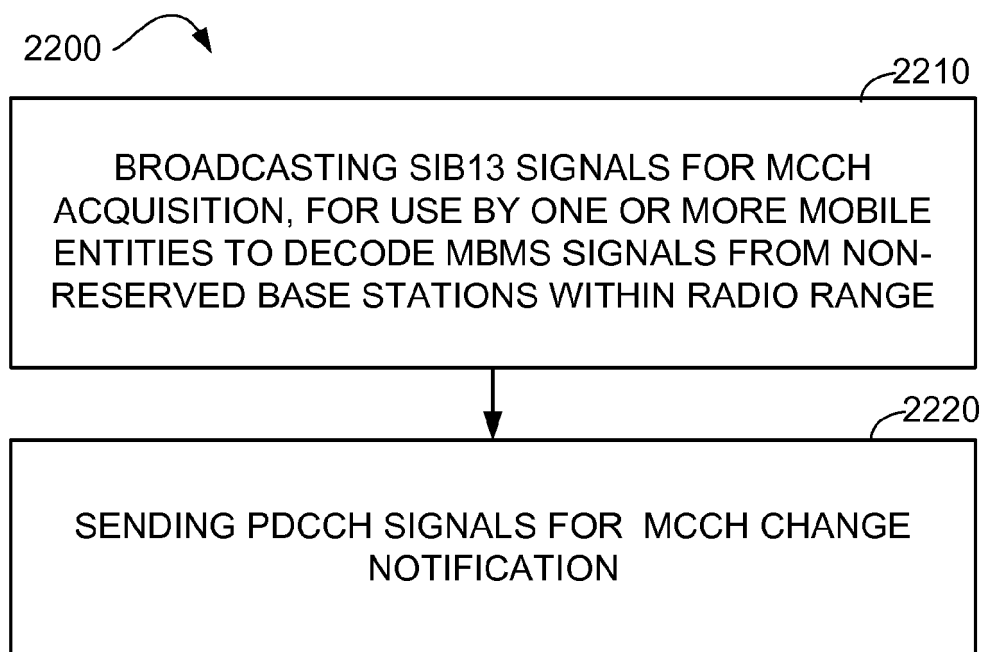 2200
2210
BROADCASTING SIB13 SIGNALS FOR MCCH
ACQUISITION, FOR USE BY ONE OR MORE MOBILE
ENTITIES TO DECODE MBMS SIGNALS FROM NON-
RESERVED BASE STATIONS WITHIN RADIO RANGE
2220
SENDING PDCCH SIGNALS FOR MCCH CHANGE
NOTIFICATION